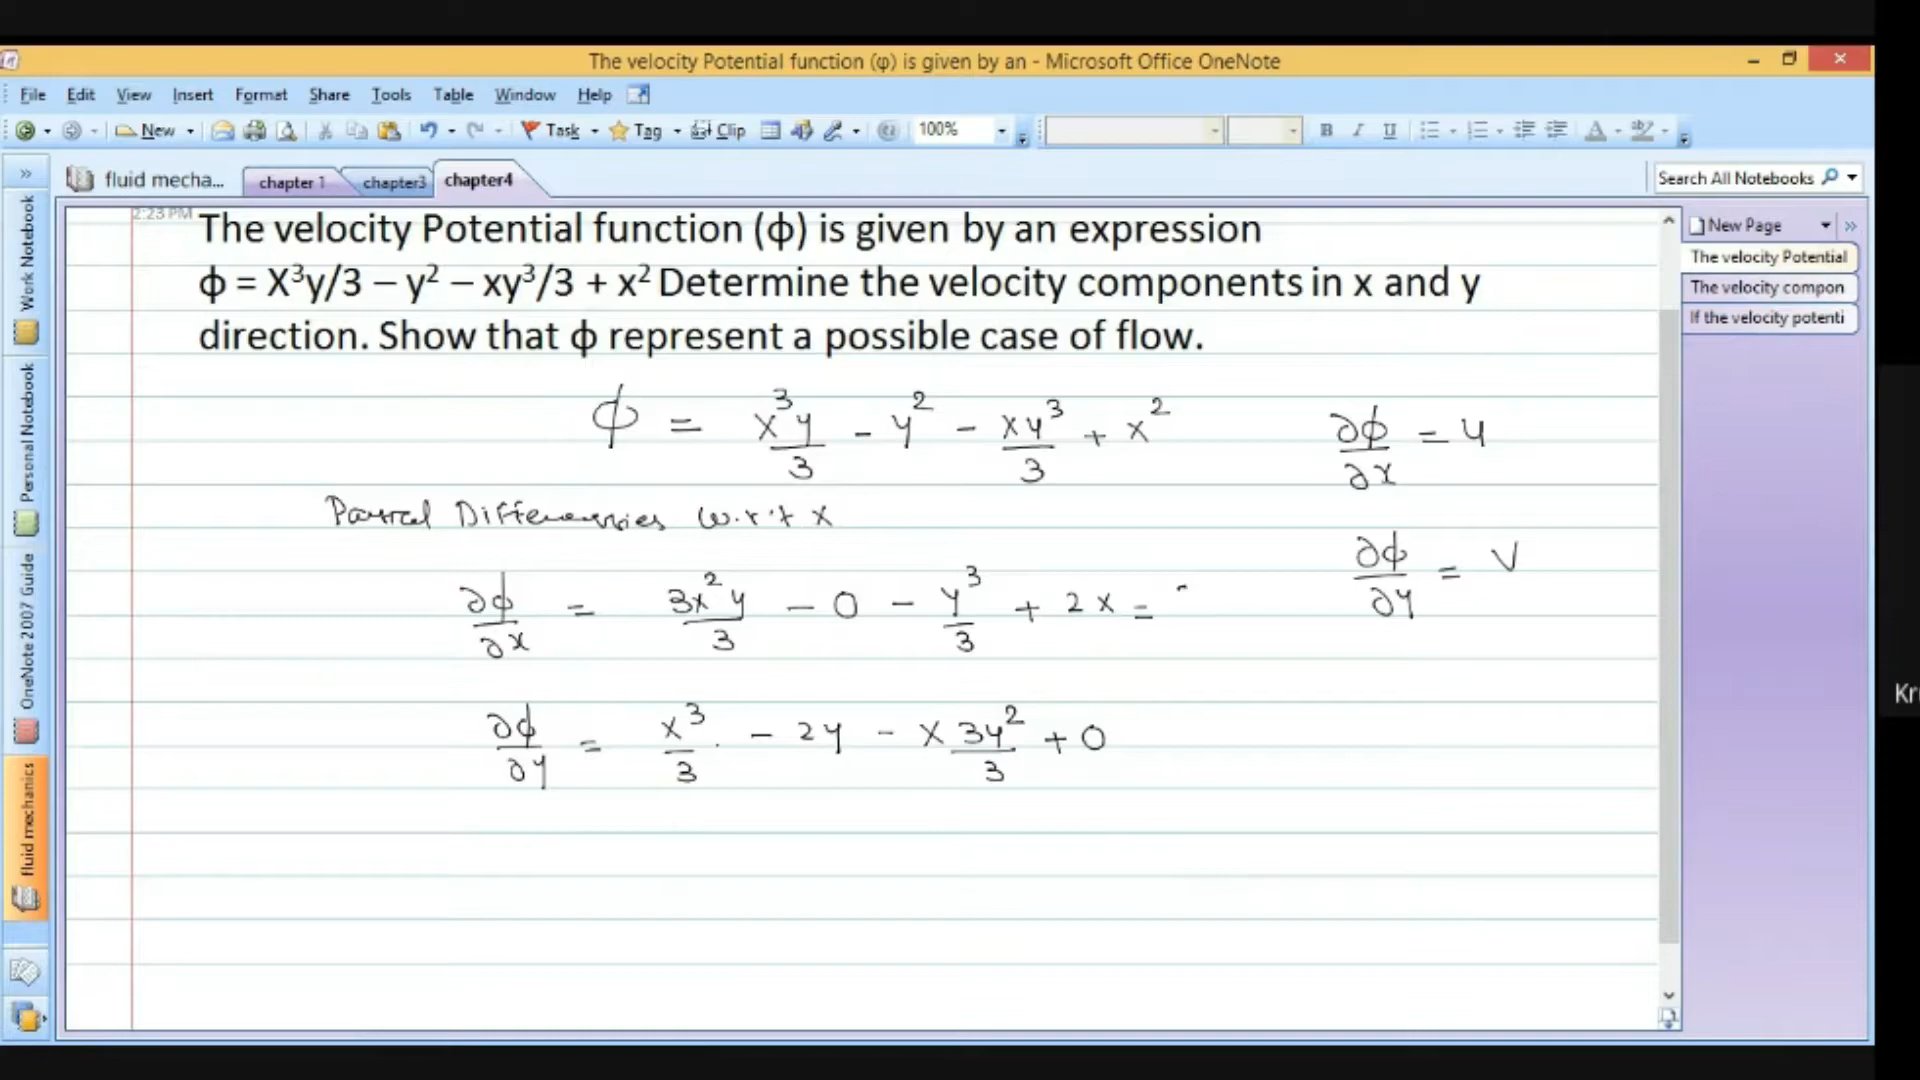 The velocity Potential function (φ) is given by an - Microsoft Office OneNote
File Edit View Insert Format Share Tools Table Window Help
New Task Tag Clip 100% B I U A ab
fluid mecha... chapter 1 chapter3 chapter4 Search All Notebooks
New Page
The velocity Potential
The velocity compon
If the velocity potenti
Work Notebook
Personal Notebook
OneNote 2007 Guide
fluid mechanics
2:23 PM
The velocity Potential function (ϕ) is given by an expression
ϕ = X³y/3 – y² – xy³/3 + x² Determine the velocity components in x and y
direction. Show that ϕ represent a possible case of flow.
ϕ = x³y/3 - y² - xy³/3 + x²
∂ϕ/∂x = u
w.r.t x
∂ϕ/∂y = v
∂ϕ/∂x = 3x²y/3 - 0 - y³/3 + 2x =
∂ϕ/∂y = x³/3 - 2y - x 3y²/3 + 0
Kr